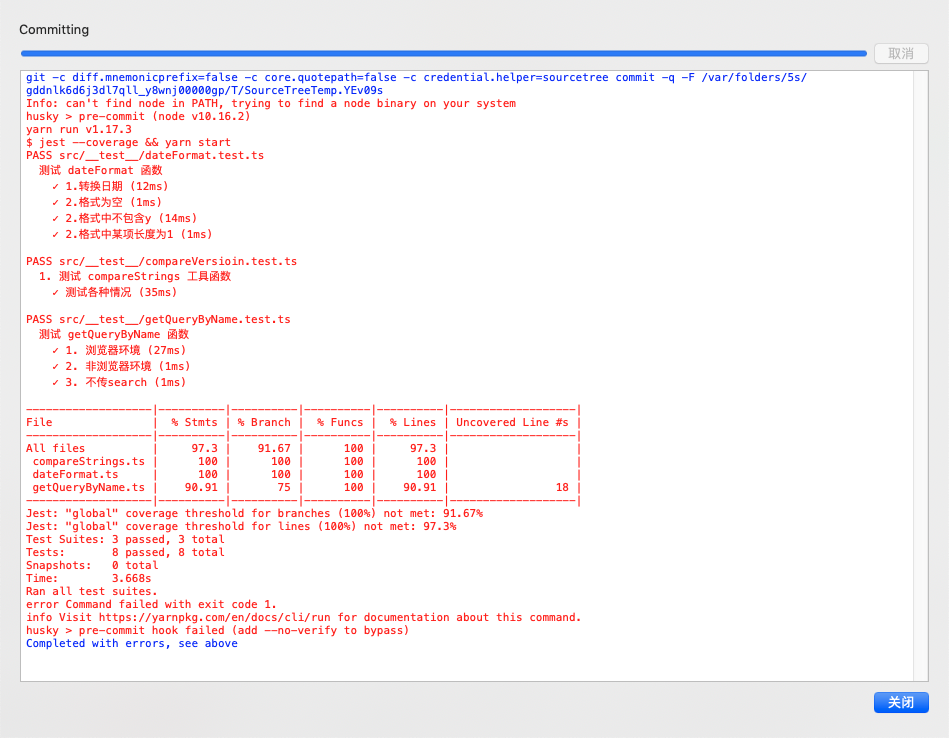 Committing
取消
git -c diff.mnemonicprefix=false -c core.quotepath=false -c credential.helper=sourcetree commit -q -F /var/folders/5s/
gddnlk6d6j3dl7qll_y8wnj00000gp/T/SourceTreeTemp.YEv09s
Info: can't find node in PATH, trying to find a node binary on your system
husky > pre-commit (node v10.16.2)
yarn run v1.17.3
$ jest --coverage && yarn start
PASS src/__test__/dateFormat.test.ts
  测试 dateFormat 函数
    ✓ 1.转换日期 (12ms)
    ✓ 2.格式为空 (1ms)
    ✓ 2.格式中不包含y (14ms)
    ✓ 2.格式中某项长度为1 (1ms)
PASS src/__test__/compareVersioin.test.ts
  1. 测试 compareStrings 工具函数
    ✓ 测试各种情况 (35ms)
PASS src/__test__/getQueryByName.test.ts
  测试 getQueryByName 函数
    ✓ 1. 浏览器环境 (27ms)
    ✓ 2. 非浏览器环境 (1ms)
    ✓ 3. 不传search (1ms)
-------------------|----------|----------|----------|----------|-------------------|
File               |  % Stmts | % Branch |  % Funcs |  % Lines | Uncovered Line #s |
-------------------|----------|----------|----------|----------|-------------------|
All files          |     97.3 |    91.67 |      100 |     97.3 |                   |
 compareStrings.ts |      100 |      100 |      100 |      100 |                   |
 dateFormat.ts     |      100 |      100 |      100 |      100 |                   |
 getQueryByName.ts |    90.91 |       75 |      100 |    90.91 |                18 |
-------------------|----------|----------|----------|----------|-------------------|
Jest: "global" coverage threshold for branches (100%) not met: 91.67%
Jest: "global" coverage threshold for lines (100%) not met: 97.3%
Test Suites: 3 passed, 3 total
Tests:       8 passed, 8 total
Snapshots:   0 total
Time:        3.668s
Ran all test suites.
error Command failed with exit code 1.
info Visit https://yarnpkg.com/en/docs/cli/run for documentation about this command.
husky > pre-commit hook failed (add --no-verify to bypass)
Completed with errors, see above
关闭